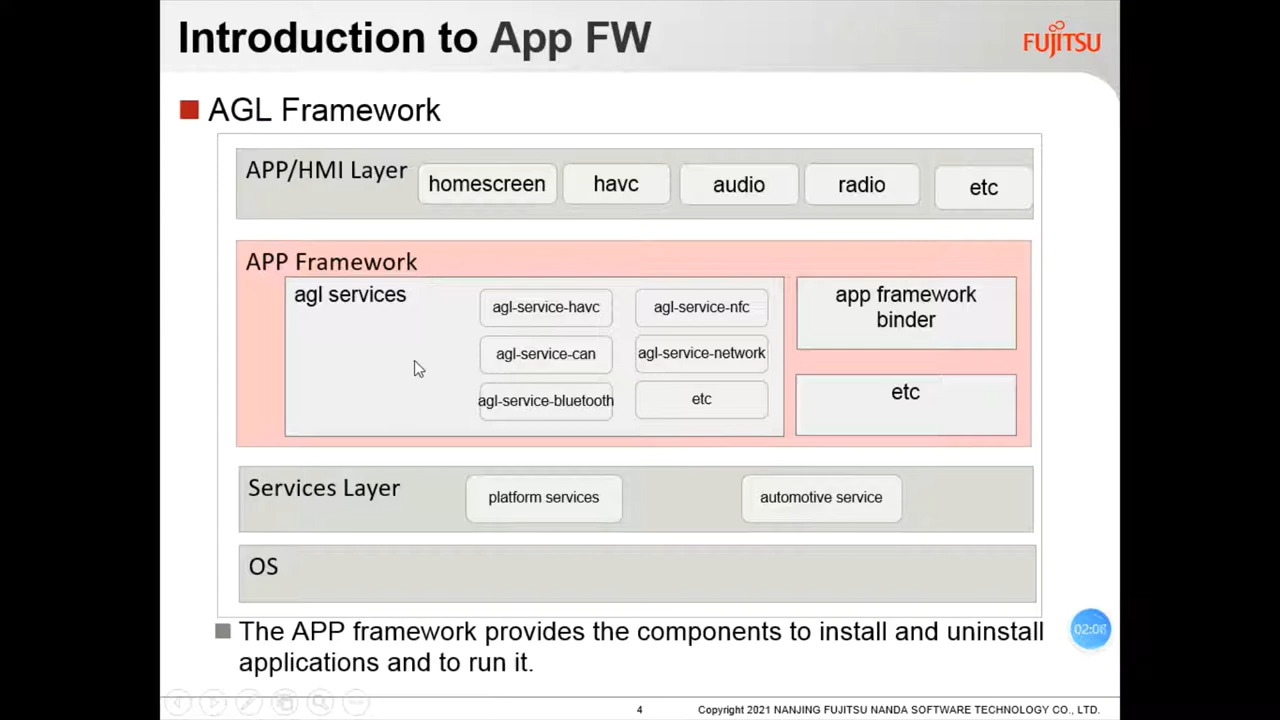 Introduction to App FW
FUJITSU
AGL Framework
APP/HMI Layer
homescreen
havc
audio
radio
etc
APP Framework
agl services
agl-service-havc
agl-service-nfc
agl-service-can
agl-service-network
agl-service-bluetooth
etc
app framework
binder
etc
Services Layer
platform services
automotive service
OS
The APP framework provides the components to install and uninstall
applications and to run it.
4
Copyright 2021 NANJING FUJITSU NANDA SOFTWARE TECHNOLOGY CO., LTD.